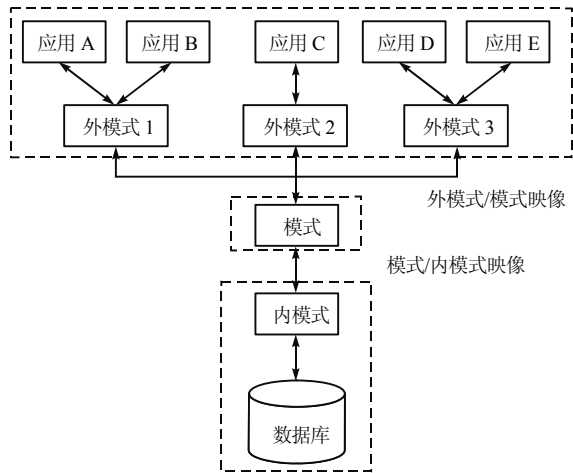 应用 A
应用 B
应用 C
应用 D
应用 E
外模式 1
外模式 2
外模式 3
外模式/模式映像
模式
模式/内模式映像
内模式
数据库